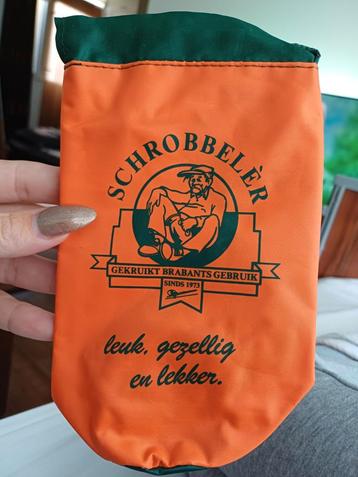 SCHROBBELÈR
GEKRUIKT BRABANTS GEBRUIK
SINDS 1973
leuk, gezellig
en lekker.